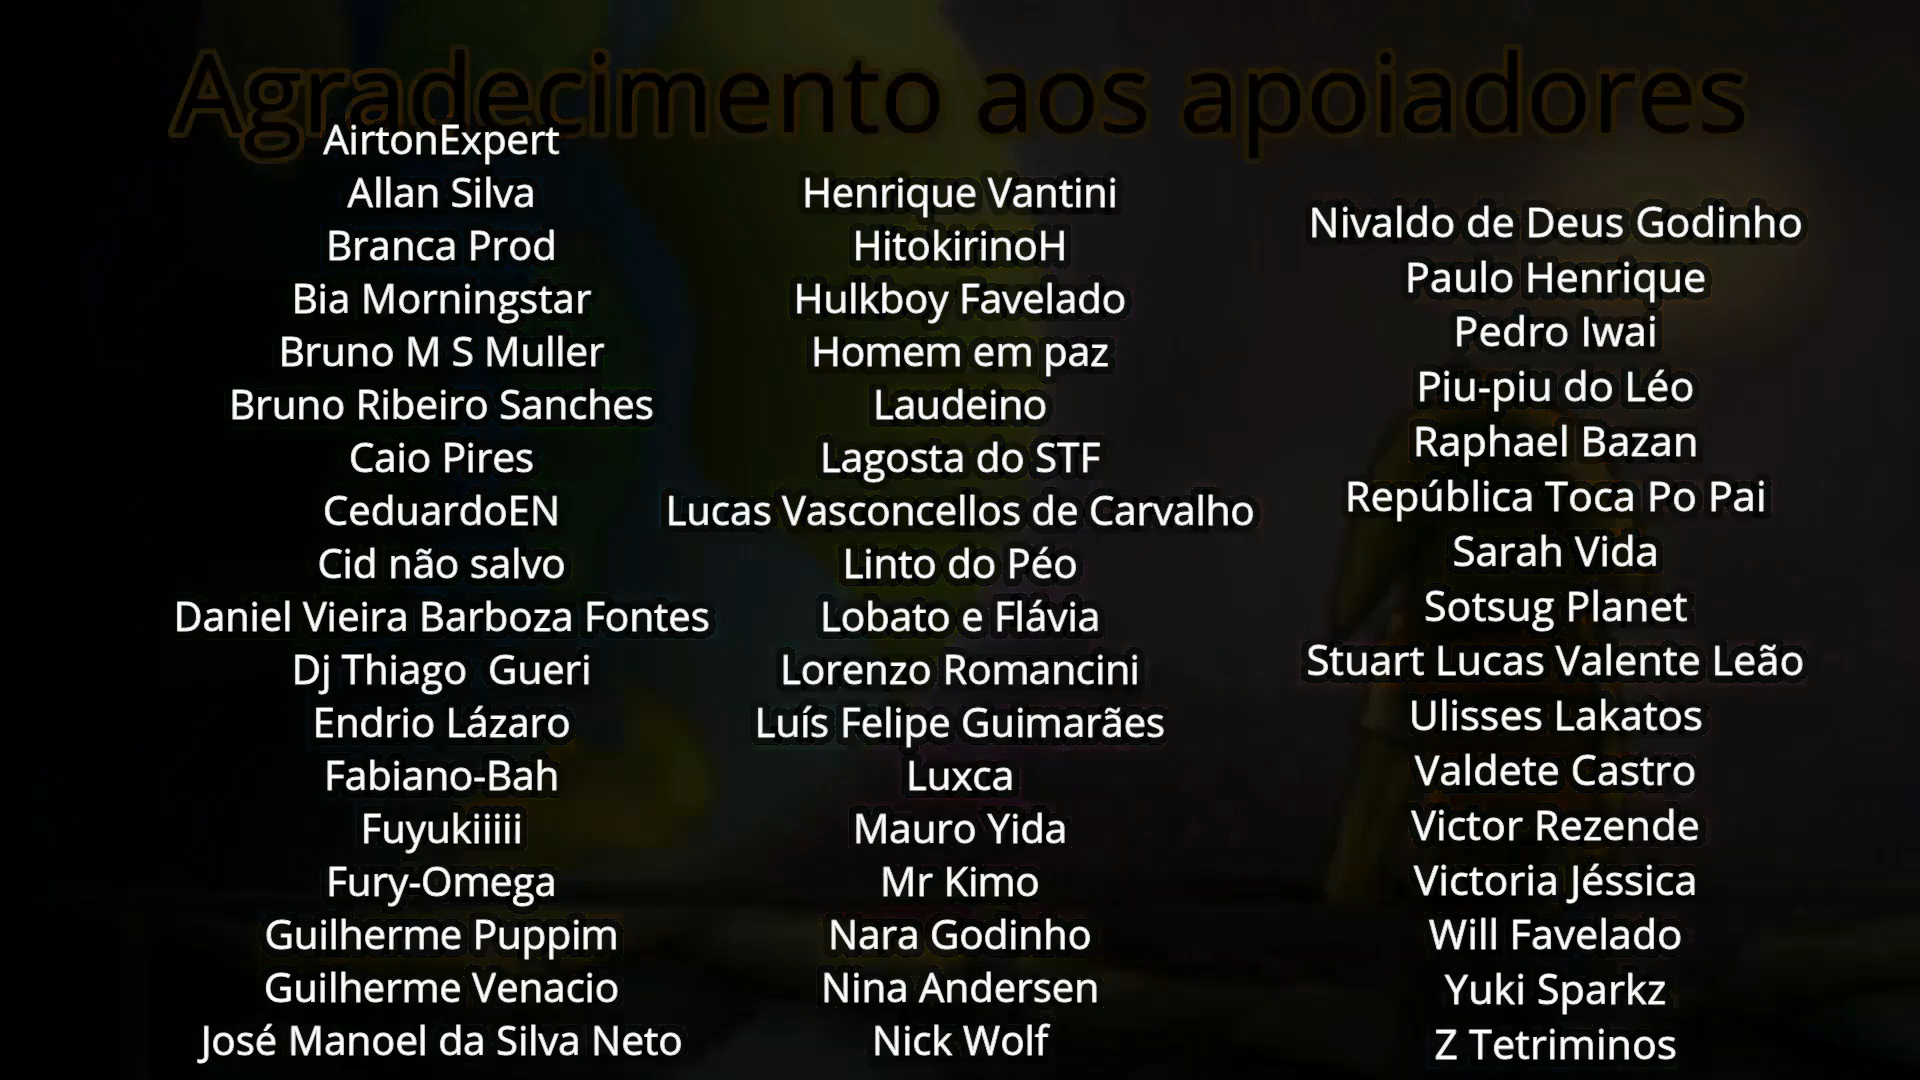 Agradecimento aos apoiadores
AirtonExpert
Allan Silva
Branca Prod
Bia Morningstar
Bruno M S Muller
Bruno Ribeiro Sanches
Caio Pires
CeduardoEN
Cid não salvo
Daniel Vieira Barboza Fontes
Dj Thiago  Gueri
Endrio Lázaro
Fabiano-Bah
Fuyukiiiii
Fury-Omega
Guilherme Puppim
Guilherme Venacio
José Manoel da Silva Neto
Henrique Vantini
HitokirinoH
Hulkboy Favelado
Homem em paz
Laudeino
Lagosta do STF
Lucas Vasconcellos de Carvalho
Linto do Péo
Lobato e Flávia
Lorenzo Romancini
Luís Felipe Guimarães
Luxca
Mauro Yida
Mr Kimo
Nara Godinho
Nina Andersen
Nick Wolf
Nivaldo de Deus Godinho
Paulo Henrique
Pedro Iwai
Piu-piu do Léo
Raphael Bazan
República Toca Po Pai
Sarah Vida
Sotsug Planet
Stuart Lucas Valente Leão
Ulisses Lakatos
Valdete Castro
Victor Rezende
Victoria Jéssica
Will Favelado
Yuki Sparkz
Z Tetriminos